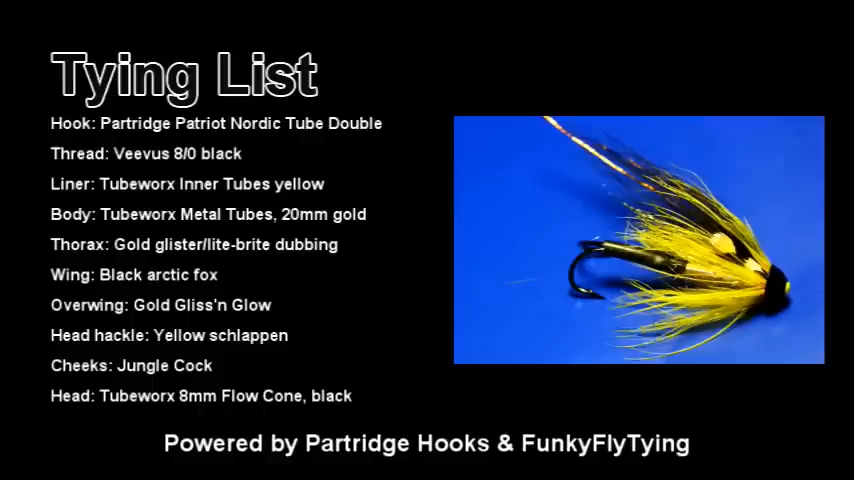 Tying List
Hook: Partridge Patriot Nordic Tube Double
Thread: Veevus 8/0 black
Liner: Tubeworx Inner Tubes yellow
Body: Tubeworx Metal Tubes, 20mm gold
Thorax: Gold glister/lite-brite dubbing
Wing: Black arctic fox
Overwing: Gold Gliss'n Glow
Head hackle: Yellow schlappen
Cheeks: Jungle Cock
Head: Tubeworx 8mm Flow Cone, black
Powered by Partridge Hooks & FunkyFlyTying